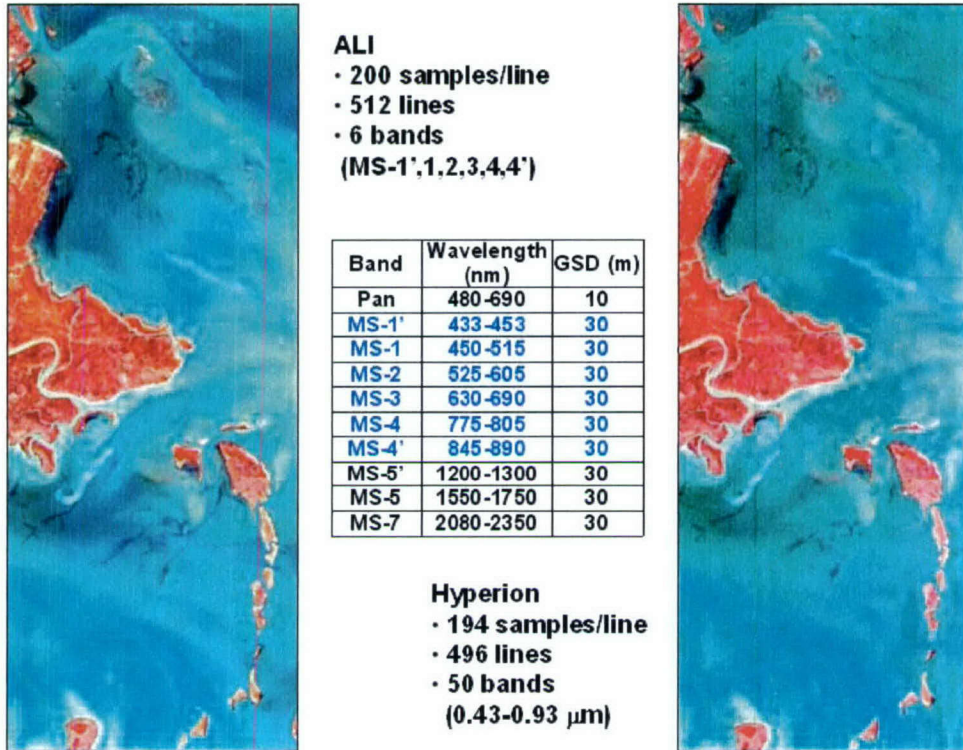 ALI
· 200 samples/line
· 512 lines
· 6 bands
(MS-1',1,2,3,4,4')
Band Wavelength (nm) GSD (m)
Pan 480-690 10
MS-1' 433-453 30
MS-1 450-515 30
MS-2 525-605 30
MS-3 630-690 30
MS-4 775-805 30
MS-4' 845-890 30
MS-5' 1200-1300 30
MS-5 1550-1750 30
MS-7 2080-2350 30
Hyperion
· 194 samples/line
· 496 lines
· 50 bands
(0.43-0.93 μm)